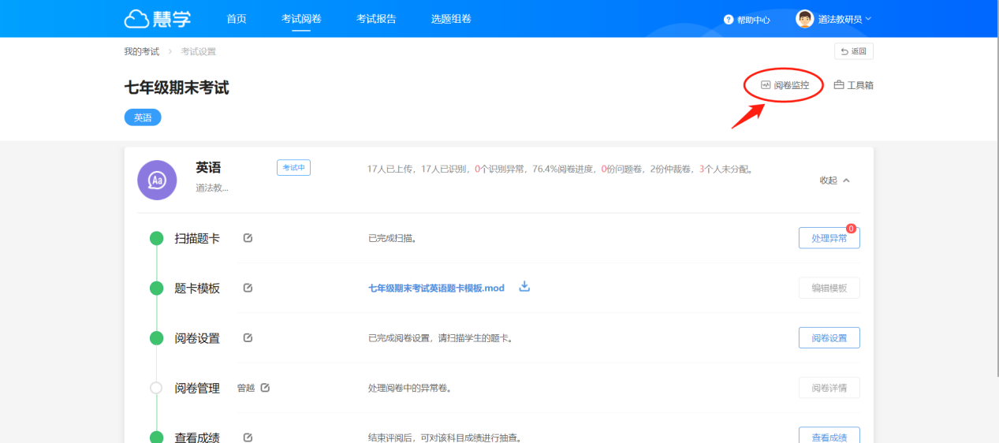 慧学 首页 考试阅卷 考试报告 选题组卷 ? 帮助中心 道法教研员
我的考试 > 考试设置 返回
七年级期末考试 阅卷监控 工具箱
英语
Aa 英语 考试中 17人已上传，17人已识别，0个识别异常，76.4%阅卷进度，0份问题卷，2份仲裁卷，3个人未分配。
道法教... 收起
扫描题卡 已完成扫描。 处理异常 0
题卡模板 七年级期末考试英语题卡模板.mod 编辑模板
阅卷设置 已完成阅卷设置，请扫描学生的题卡。 阅卷设置
阅卷管理 曾越 处理阅卷中的异常卷。 阅卷详情
查看成绩 结束评阅后，可对该科目成绩进行抽查。 查看成绩